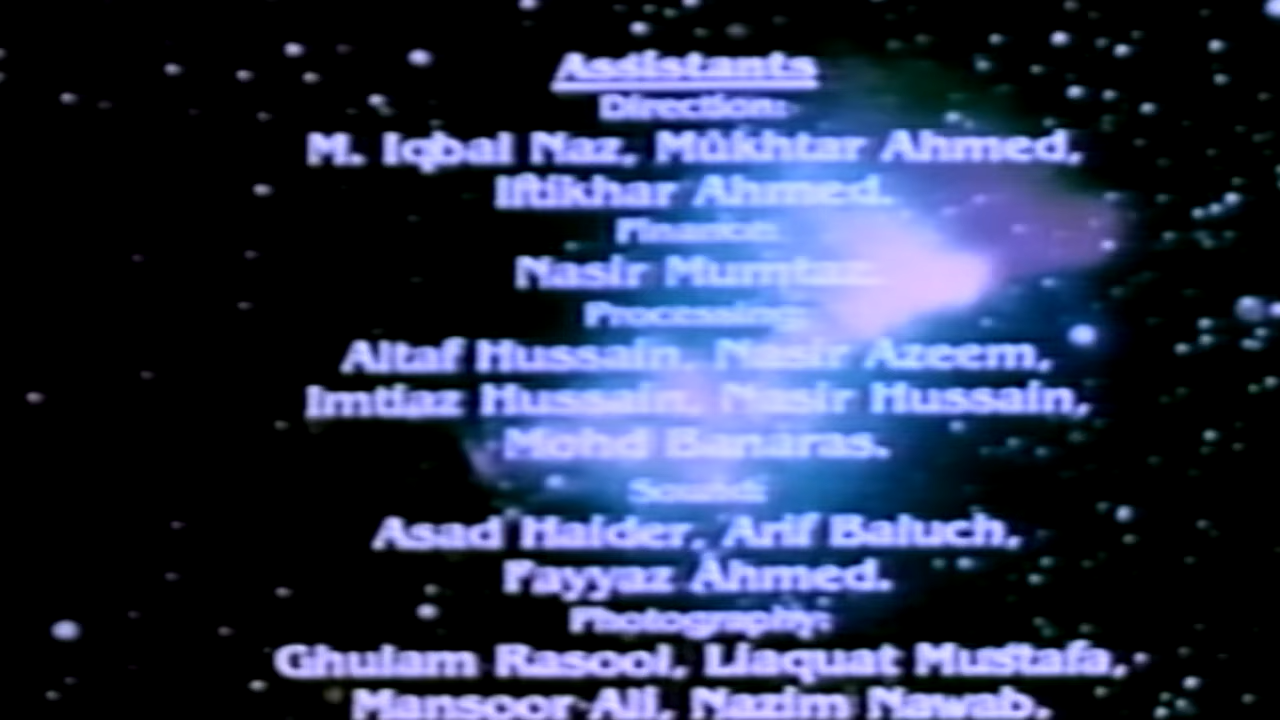 Assistants
Direction:
M. Iqbal Naz, Mukhtar Ahmed,
Iftikhar Ahmed.
Finance:
Nasir Mumtaz.
Processing:
Altaf Hussain, Nasir Azeem,
Imtiaz Hussain, Nasir Hussain,
Mohd Banaras.
Sound:
Asad Haider, Arif Baluch,
Fayyaz Ahmed.
Photography:
Ghulam Rasool, Liaquat Mustafa,
Mansoor Ali, Nazim Nawab,